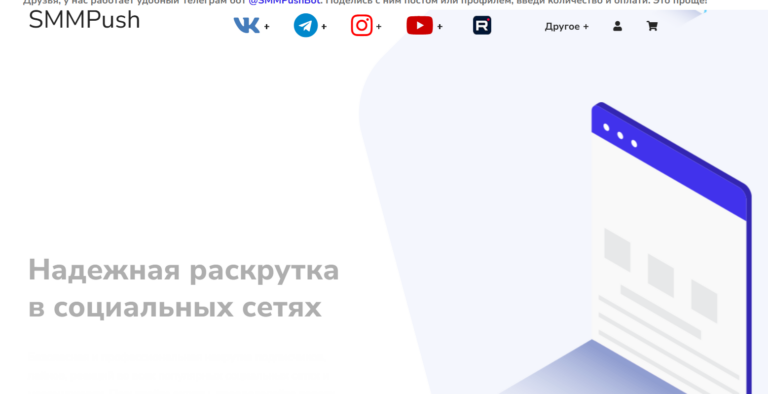 Друзья, у нас работает удобный Телеграм бот @SMMPushBot. Поделись с ним постом или профилем, введи количество и оплати. Это проще!
SMMPush
+ + + + Другое +
Надежная раскрутка
в социальных сетях